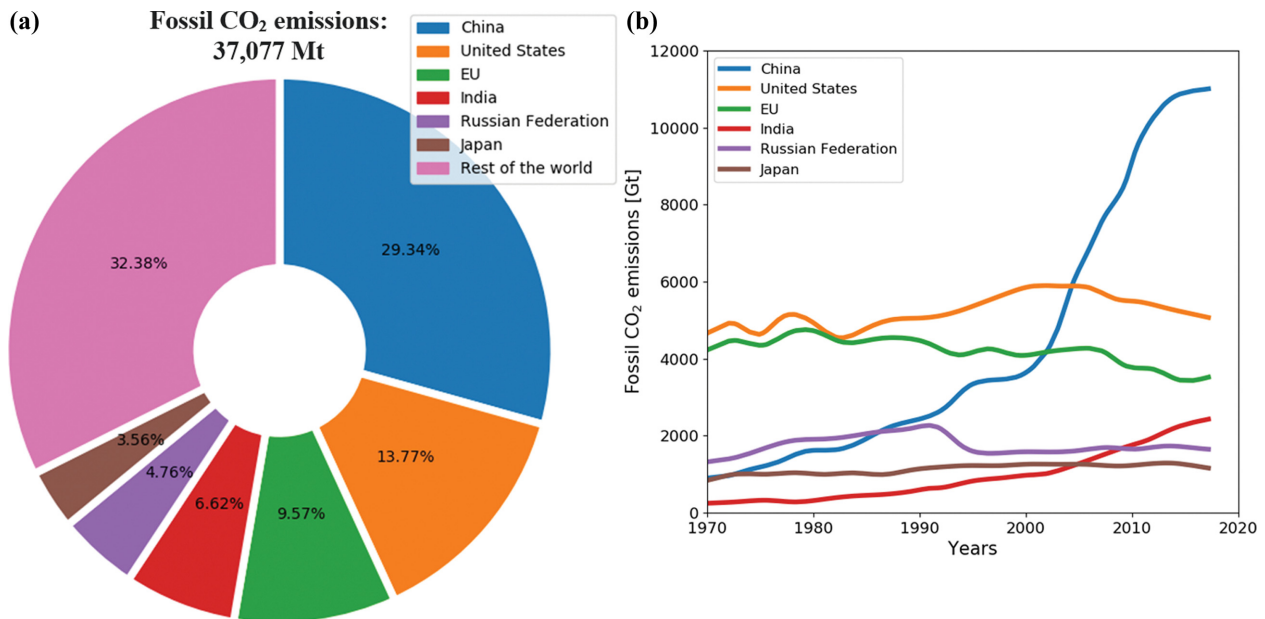 (a)
Fossil CO₂ emissions:
37,077 Mt
China
United States
EU
India
Russian Federation
Japan
Rest of the world
29.34%
32.38%
13.77%
3.56%
4.76%
6.62%
9.57%
(b)
12000
10000
8000
6000
4000
2000
0
Fossil CO₂ emissions [Gt]
China
United States
EU
India
Russian Federation
Japan
1970
1980
1990
2000
2010
2020
Years